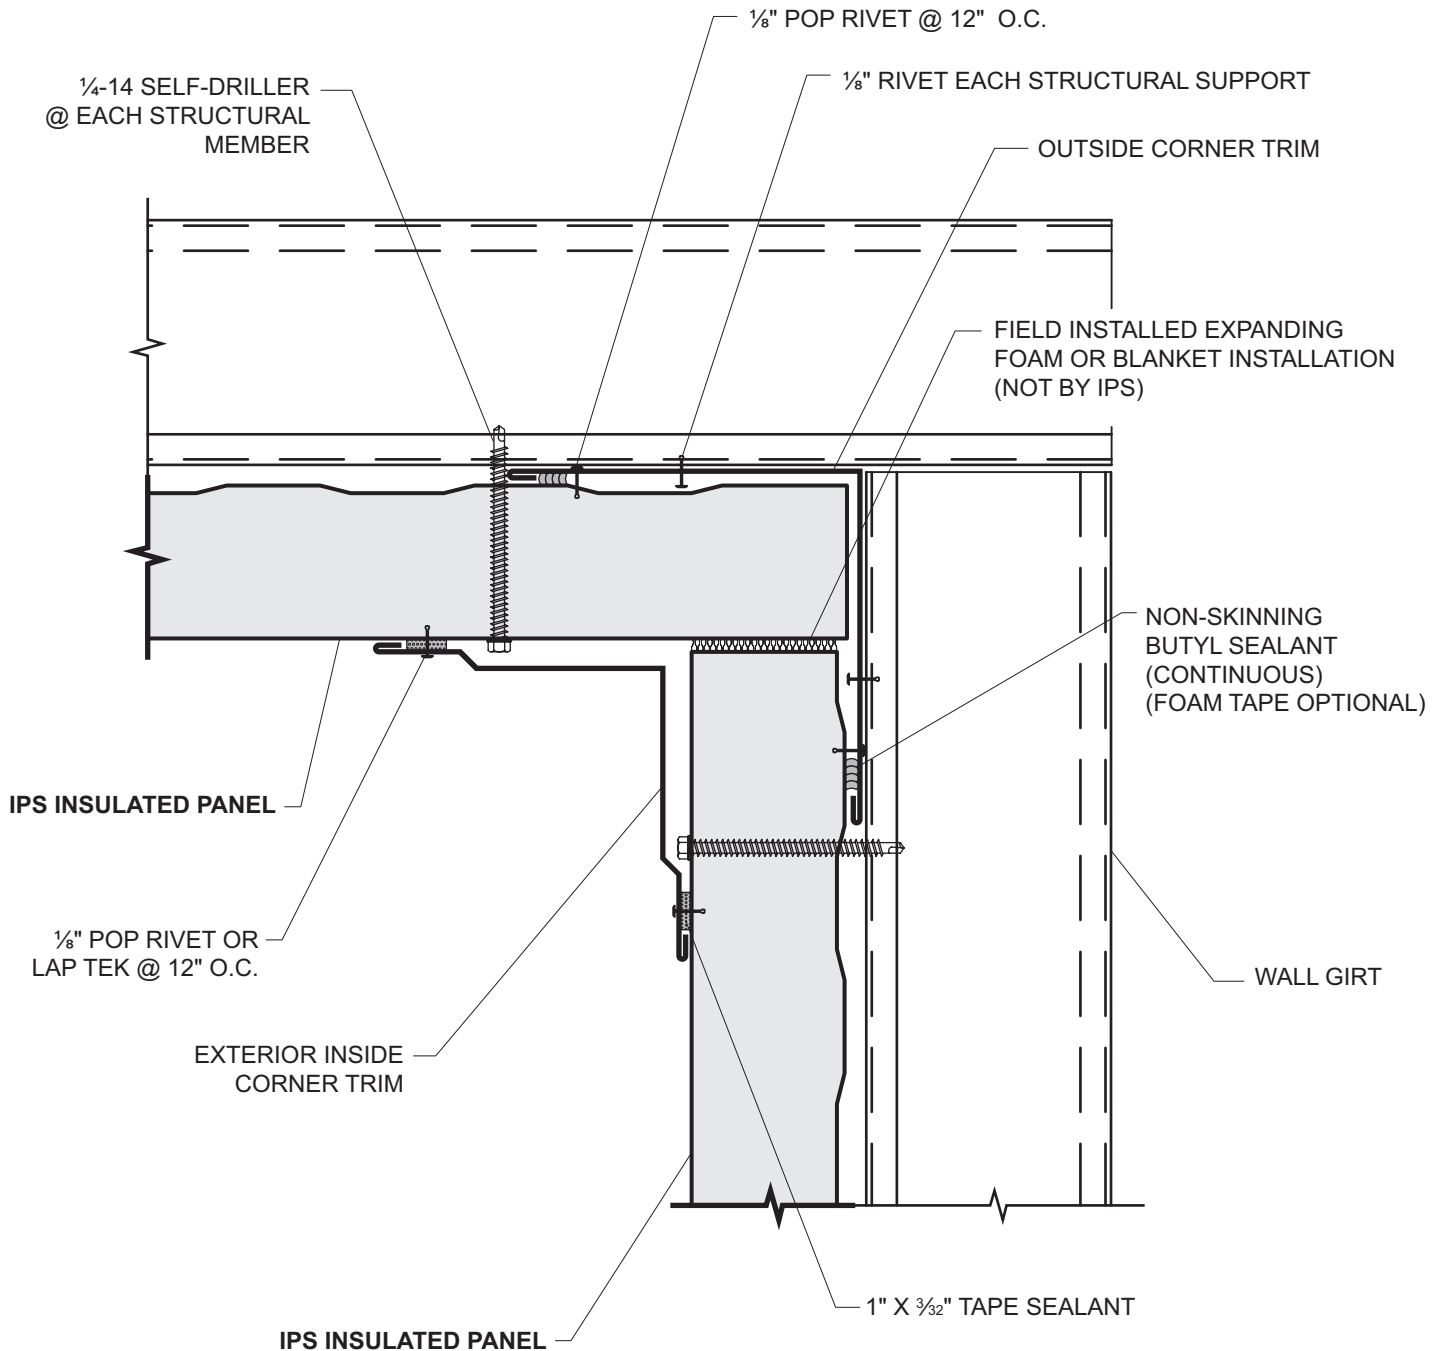 ⅛" POP RIVET @ 12" O.C.
¼-14 SELF-DRILLER
@ EACH STRUCTURAL
MEMBER
⅛" RIVET EACH STRUCTURAL SUPPORT
OUTSIDE CORNER TRIM
FIELD INSTALLED EXPANDING
FOAM OR BLANKET INSTALLATION
(NOT BY IPS)
NON-SKINNING
BUTYL SEALANT
(CONTINUOUS)
(FOAM TAPE OPTIONAL)
IPS INSULATED PANEL
⅛" POP RIVET OR
LAP TEK @ 12" O.C.
WALL GIRT
EXTERIOR INSIDE
CORNER TRIM
1" X 3⁄32" TAPE SEALANT
IPS INSULATED PANEL